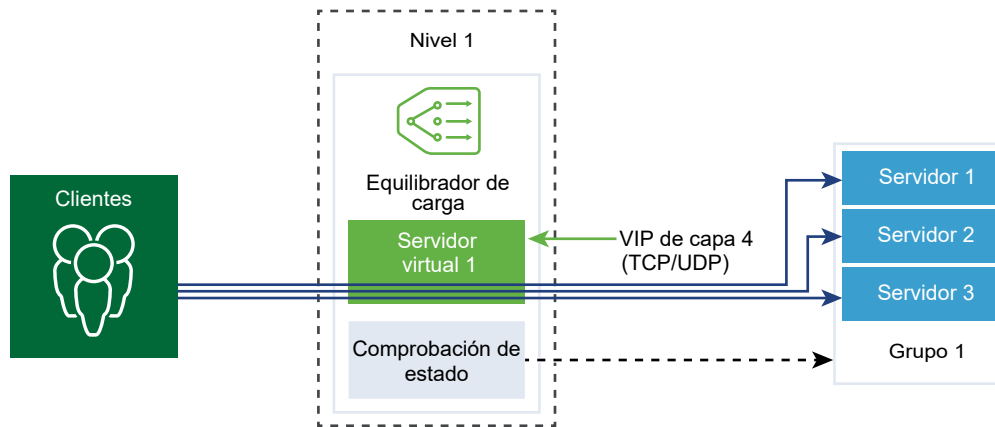 Nivel 1
Equilibrador de
carga
Clientes
Servidor
virtual 1
VIP de capa 4
(TCP/UDP)
Servidor 1
Servidor 2
Servidor 3
Grupo 1
Comprobación de
estado